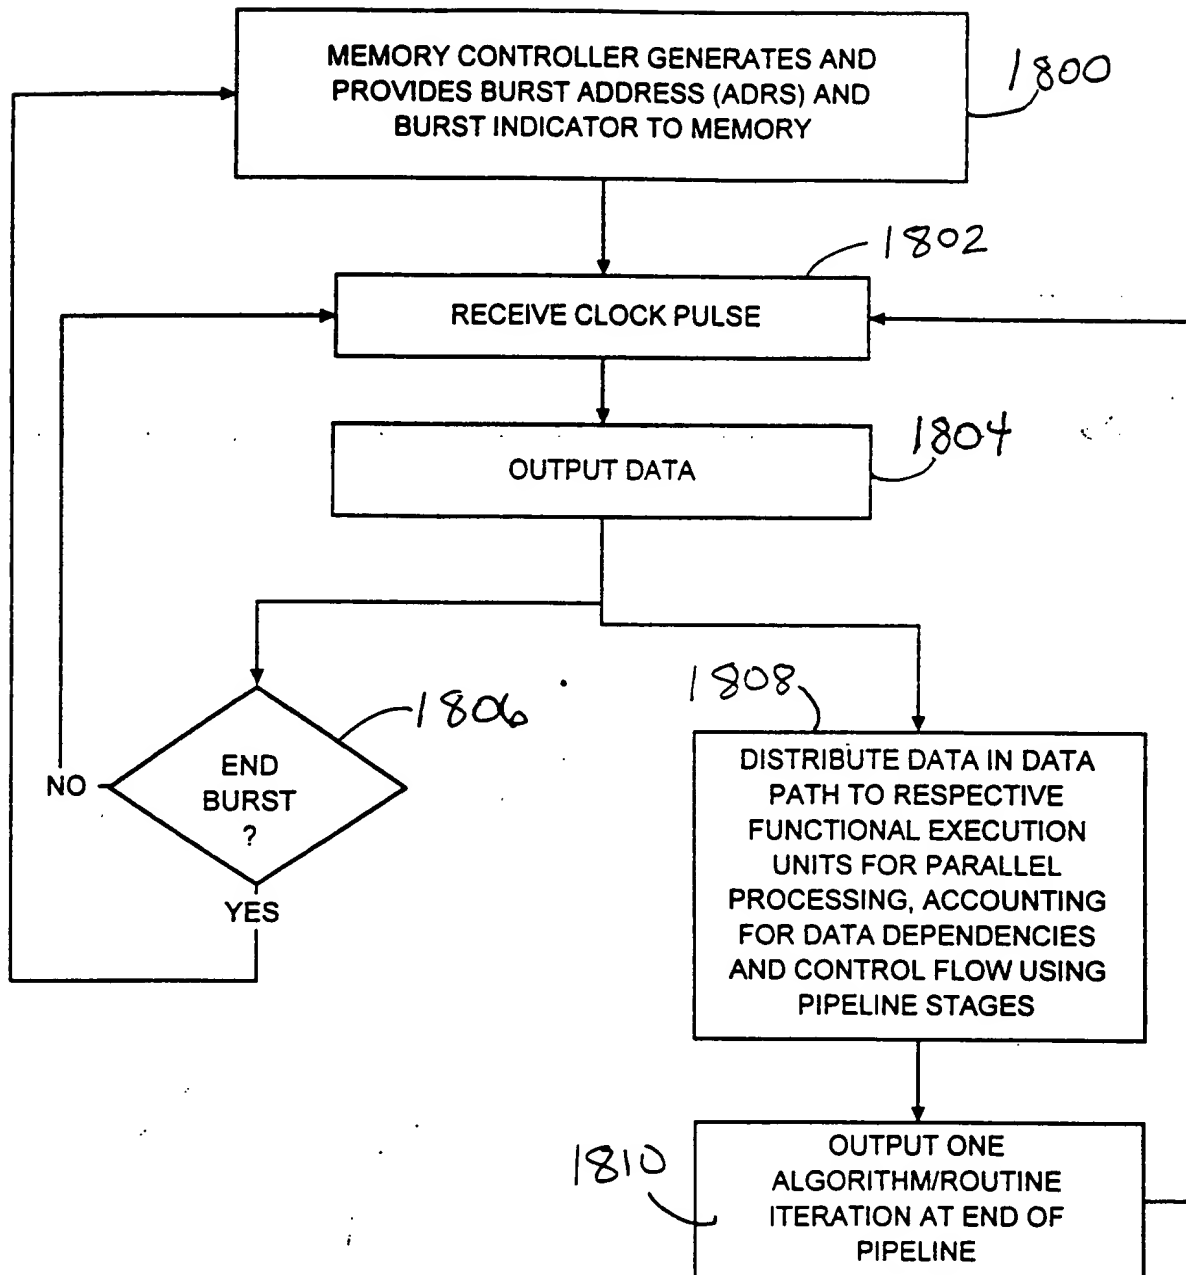 MEMORY CONTROLLER GENERATES AND
PROVIDES BURST ADDRESS (ADRS) AND
BURST INDICATOR TO MEMORY
1800
1802
RECEIVE CLOCK PULSE
1804
OUTPUT DATA
1806
END
BURST
?
NO
YES
1808
DISTRIBUTE DATA IN DATA
PATH TO RESPECTIVE
FUNCTIONAL EXECUTION
UNITS FOR PARALLEL
PROCESSING, ACCOUNTING
FOR DATA DEPENDENCIES
AND CONTROL FLOW USING
PIPELINE STAGES
1810
OUTPUT ONE
ALGORITHM/ROUTINE
ITERATION AT END OF
PIPELINE